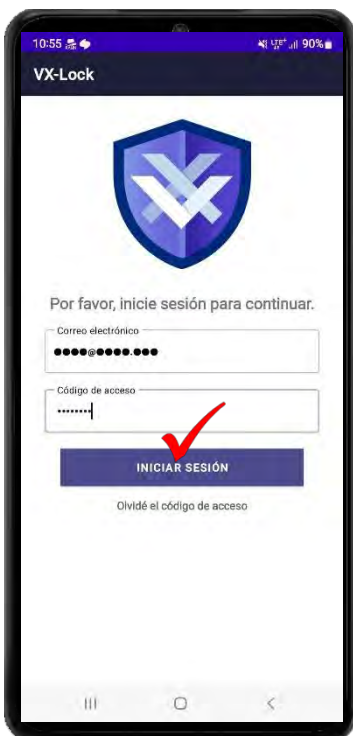 10:55
90%
VX-Lock
Por favor, inicie sesión para continuar.
Correo electrónico
●●●●@●●●●.●●●
Código de acceso
••••••••
INICIAR SESIÓN
Olvidé el código de acceso